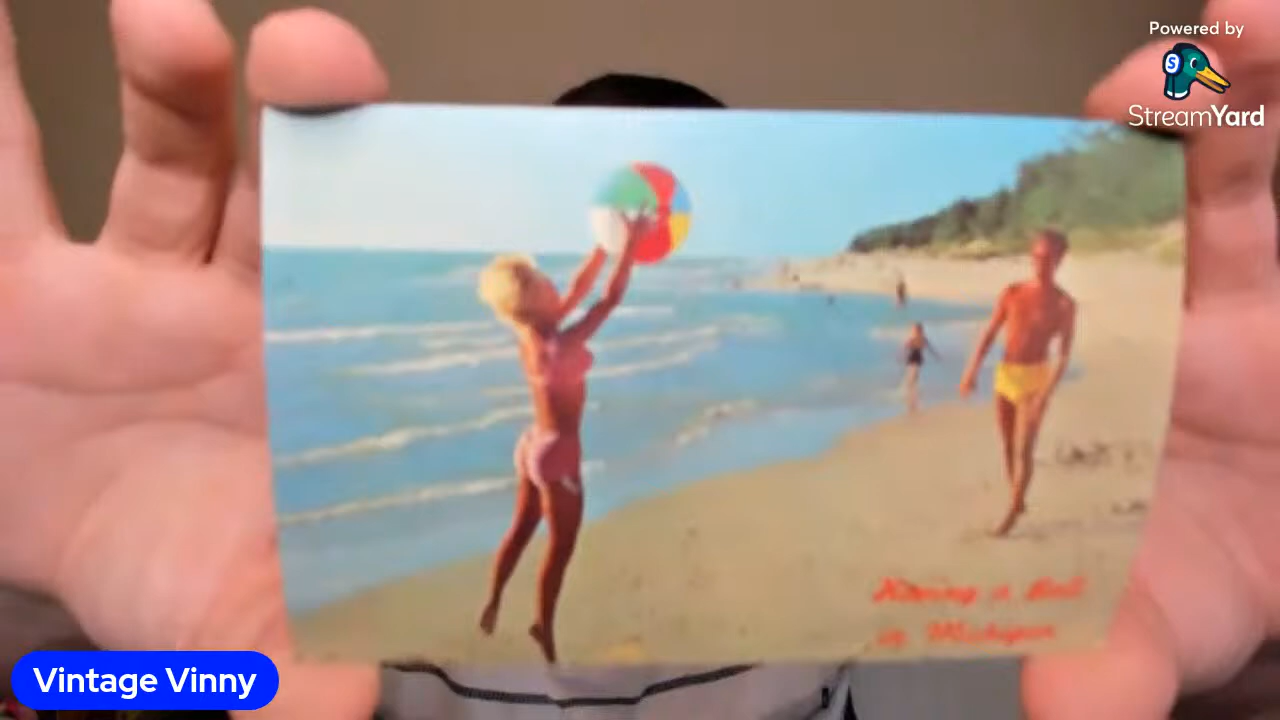 Powered by
StreamYard
Having a Ball
in Michigan
Vintage Vinny